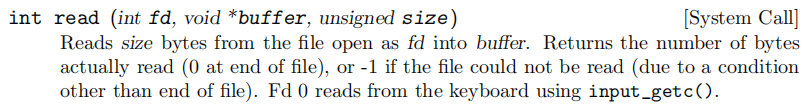 int read (int fd, void *buffer, unsigned size) [System Call]
Reads size bytes from the file open as fd into buffer. Returns the number of bytes
actually read (0 at end of file), or -1 if the file could not be read (due to a condition
other than end of file). Fd 0 reads from the keyboard using input_getc().